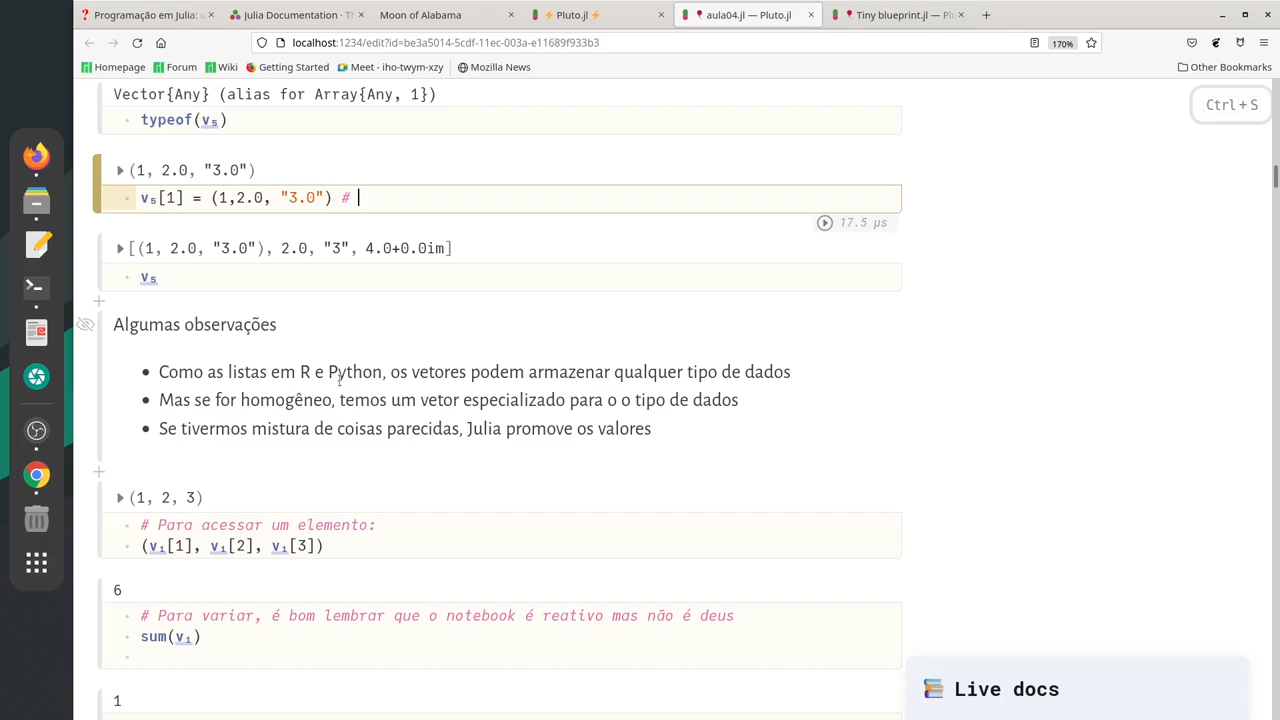 Programação em Julia: u
Julia Documentation · Th
Moon of Alabama
⚡ Pluto.jl ⚡
aula04.jl — Pluto.jl
Tiny blueprint.jl — Plu
localhost:1234/edit?id=be3a5014-5cdf-11ec-003a-e11689f933b3
170%
Homepage
Forum
Wiki
Getting Started
Meet - iho-twym-xzy
Mozilla News
Other Bookmarks
Vector{Any} (alias for Array{Any, 1})
typeof(v₅)
Ctrl + S
(1, 2.0, "3.0")
v₅[1] = (1,2.0, "3.0") #
17.5 μs
[(1, 2.0, "3.0"), 2.0, "3", 4.0+0.0im]
v₅
Algumas observações
• Como as listas em R e Python, os vetores podem armazenar qualquer tipo de dados
• Mas se for homogêneo, temos um vetor especializado para o o tipo de dados
• Se tivermos mistura de coisas parecidas, Julia promove os valores
(1, 2, 3)
# Para acessar um elemento:
(v₁[1], v₁[2], v₁[3])
6
# Para variar, é bom lembrar que o notebook é reativo mas não é deus
sum(v₁)
1
Live docs